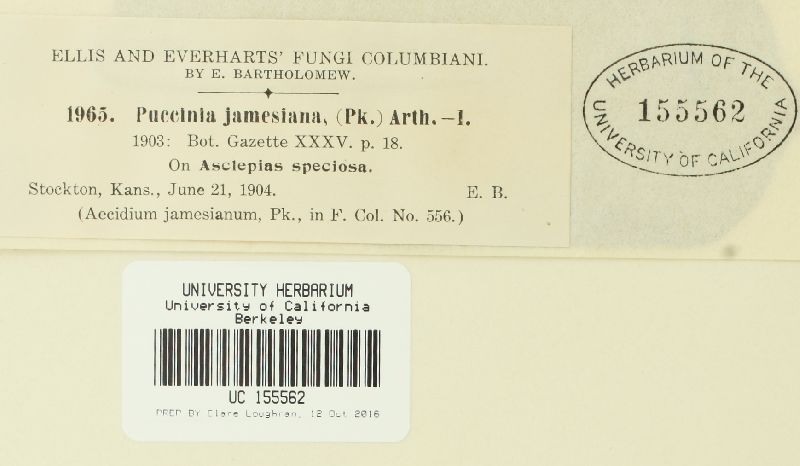 ELLIS AND EVERHARTS' FUNGI COLUMBIANI.
BY E. BARTHOLOMEW.
1965. Puccinia jamesiana, (Pk.) Arth.–I.
1903: Bot. Gazette XXXV. p. 18.
On Asclepias speciosa.
Stockton, Kans., June 21, 1904. E. B.
(Aecidium jamesianum, Pk., in F. Col. No. 556.)
HERBARIUM OF THE
155562
UNIVERSITY OF CALIFORNIA
UNIVERSITY HERBARIUM
University of California
Berkeley
UC 155562
PREP BY Clare Loughran, 12 Oct 2016